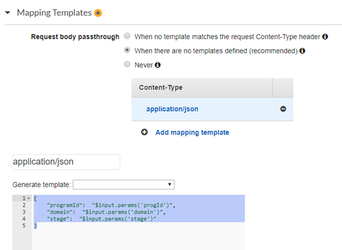 Mapping Templates
Request body passthrough
When no template matches the request Content-Type header
When there are no templates defined (recommended)
Never
Content-Type
application/json
Add mapping template
application/json
Generate template:
1 {
2 "programId": "$input.params('progId')",
3 "domain": "$input.params('domain')",
4 "stage": "$input.params('stage')"
5 }